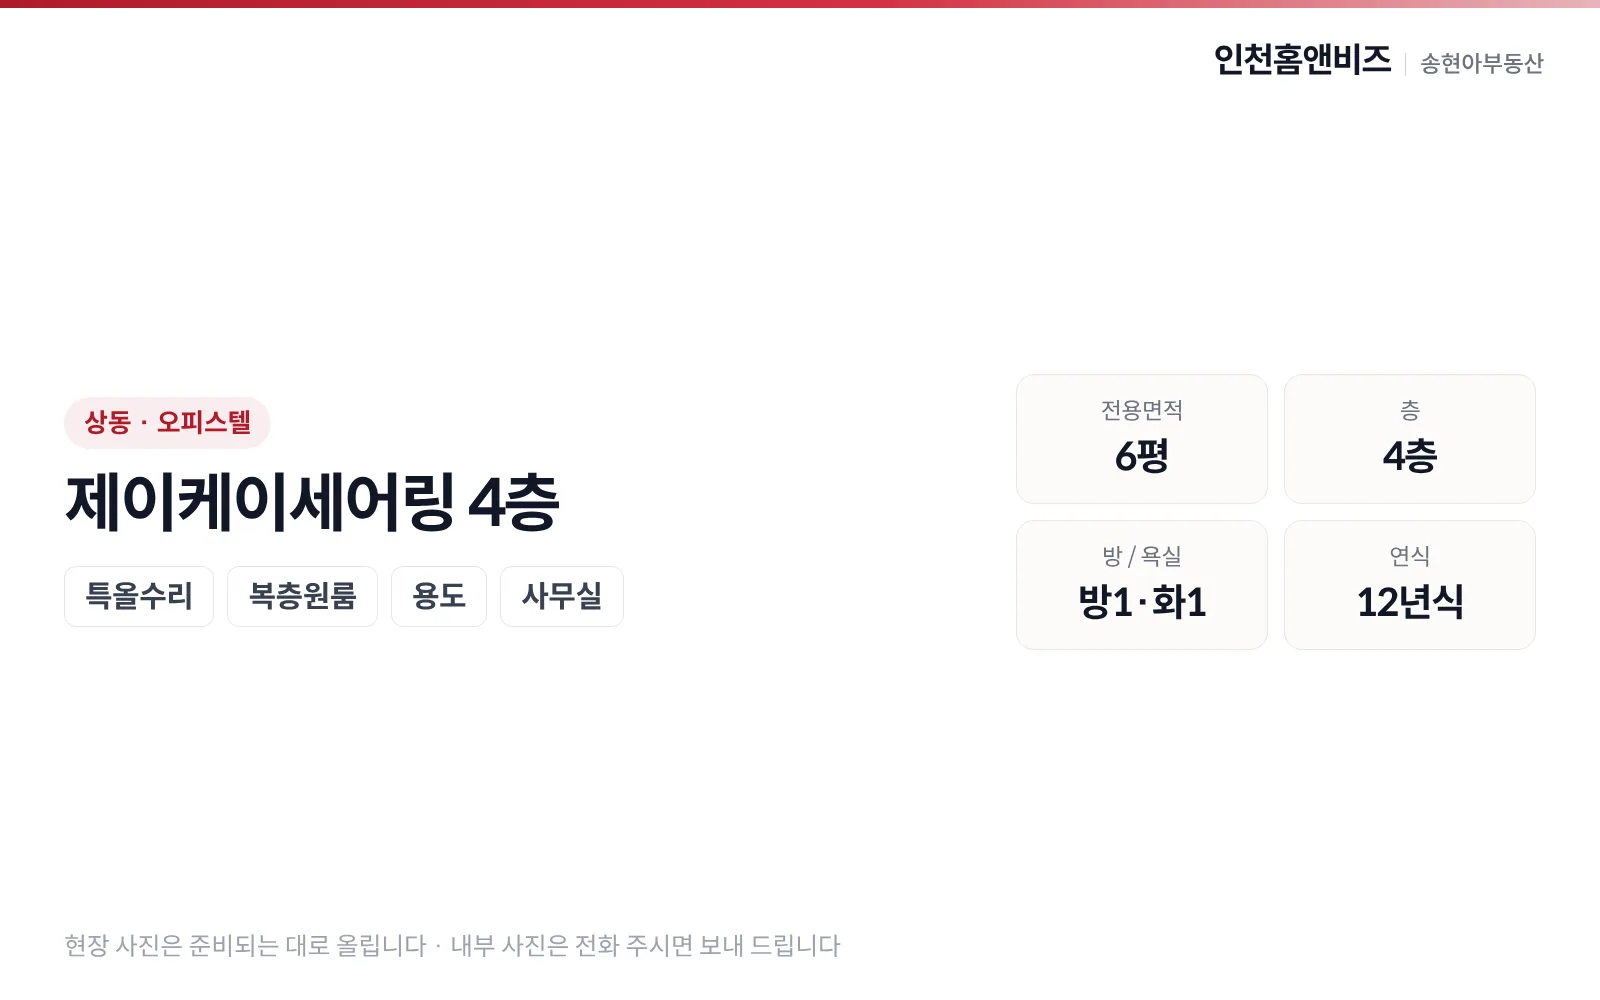 인천홈앤비즈 송현아부동산
상동 · 오피스텔
제이케이세어링 4층
특올수리 복층원룸 용도 사무실
전용면적
6평
층
4층
방 / 욕실
방1·화1
연식
12년식
현장 사진은 준비되는 대로 올립니다 · 내부 사진은 전화 주시면 보내 드립니다